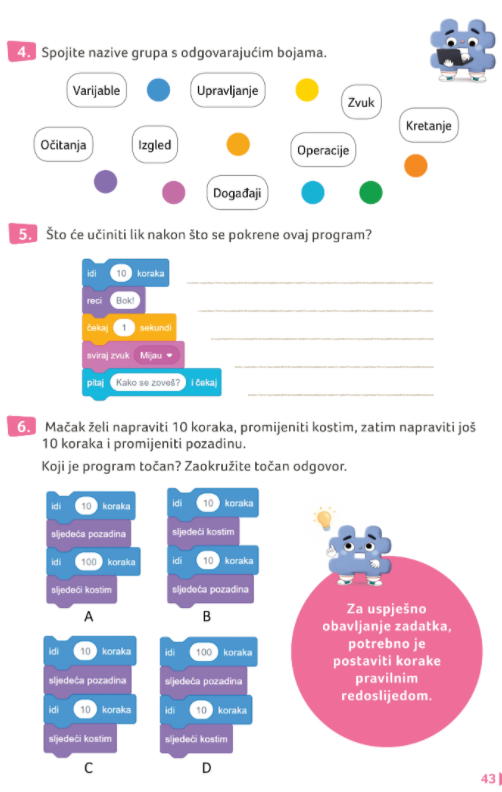 4. Spojite nazive grupa s odgovarajućim bojama.
Varijable
Upravljanje
Zvuk
Kretanje
Očitanja
Izgled
Operacije
Događaji
5. Što će učiniti lik nakon što se pokrene ovaj program?
idi 10 koraka
reci Bok!
čekaj 1 sekundi
sviraj zvuk Mijau
pitaj Kako se zoveš? i čekaj
6. Mačak želi napraviti 10 koraka, promijeniti kostim, zatim napraviti još
10 koraka i promijeniti pozadinu.
Koji je program točan? Zaokružite točan odgovor.
idi 10 koraka
sljedeća pozadina
idi 100 koraka
sljedeći kostim
A
idi 10 koraka
sljedeći kostim
idi 10 koraka
sljedeća pozadina
B
idi 10 koraka
sljedeća pozadina
idi 10 koraka
sljedeći kostim
C
idi 100 koraka
sljedeća pozadina
idi 10 koraka
sljedeći kostim
D
Za uspješno
obavljanje zadatka,
potrebno je
postaviti korake
pravilnim
redoslijedom.
43